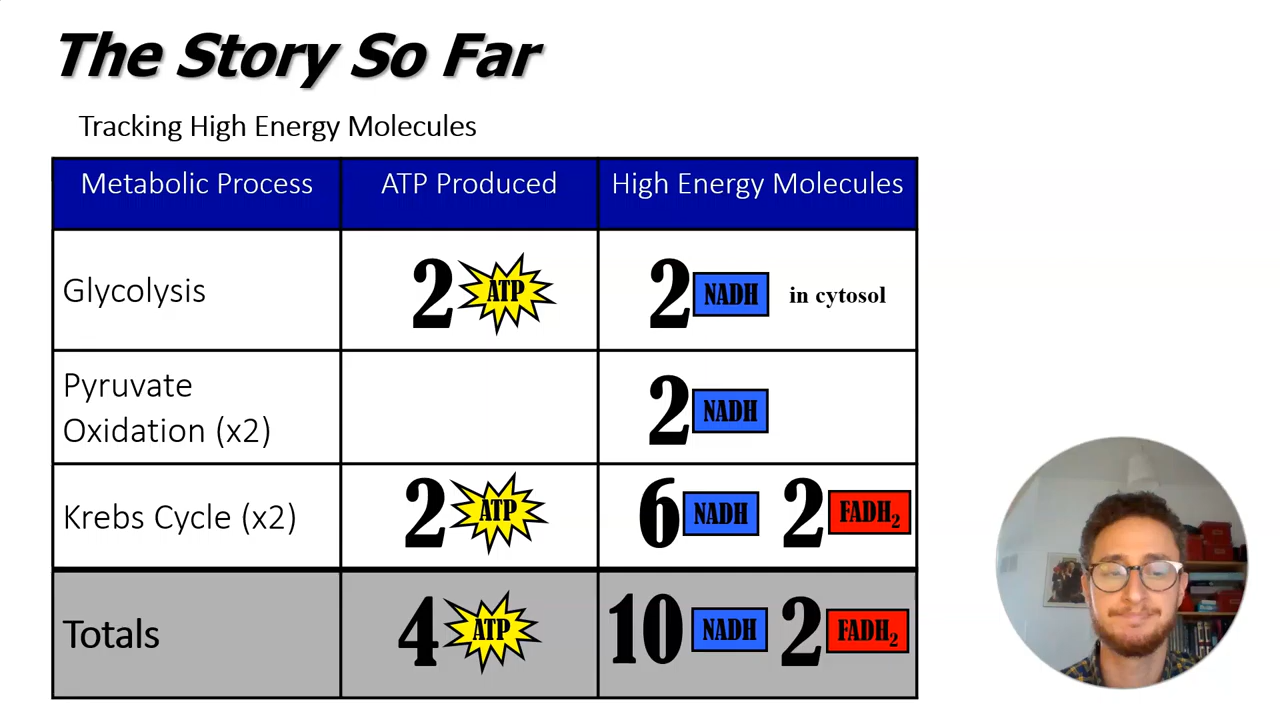 The Story So Far
Tracking High Energy Molecules
Metabolic Process ATP Produced High Energy Molecules
Glycolysis 2 ATP 2 NADH in cytosol
Pyruvate
Oxidation (x2) 2 NADH
Krebs Cycle (x2) 2 ATP 6 NADH 2 FADH₂
Totals 4 ATP 10 NADH 2 FADH₂